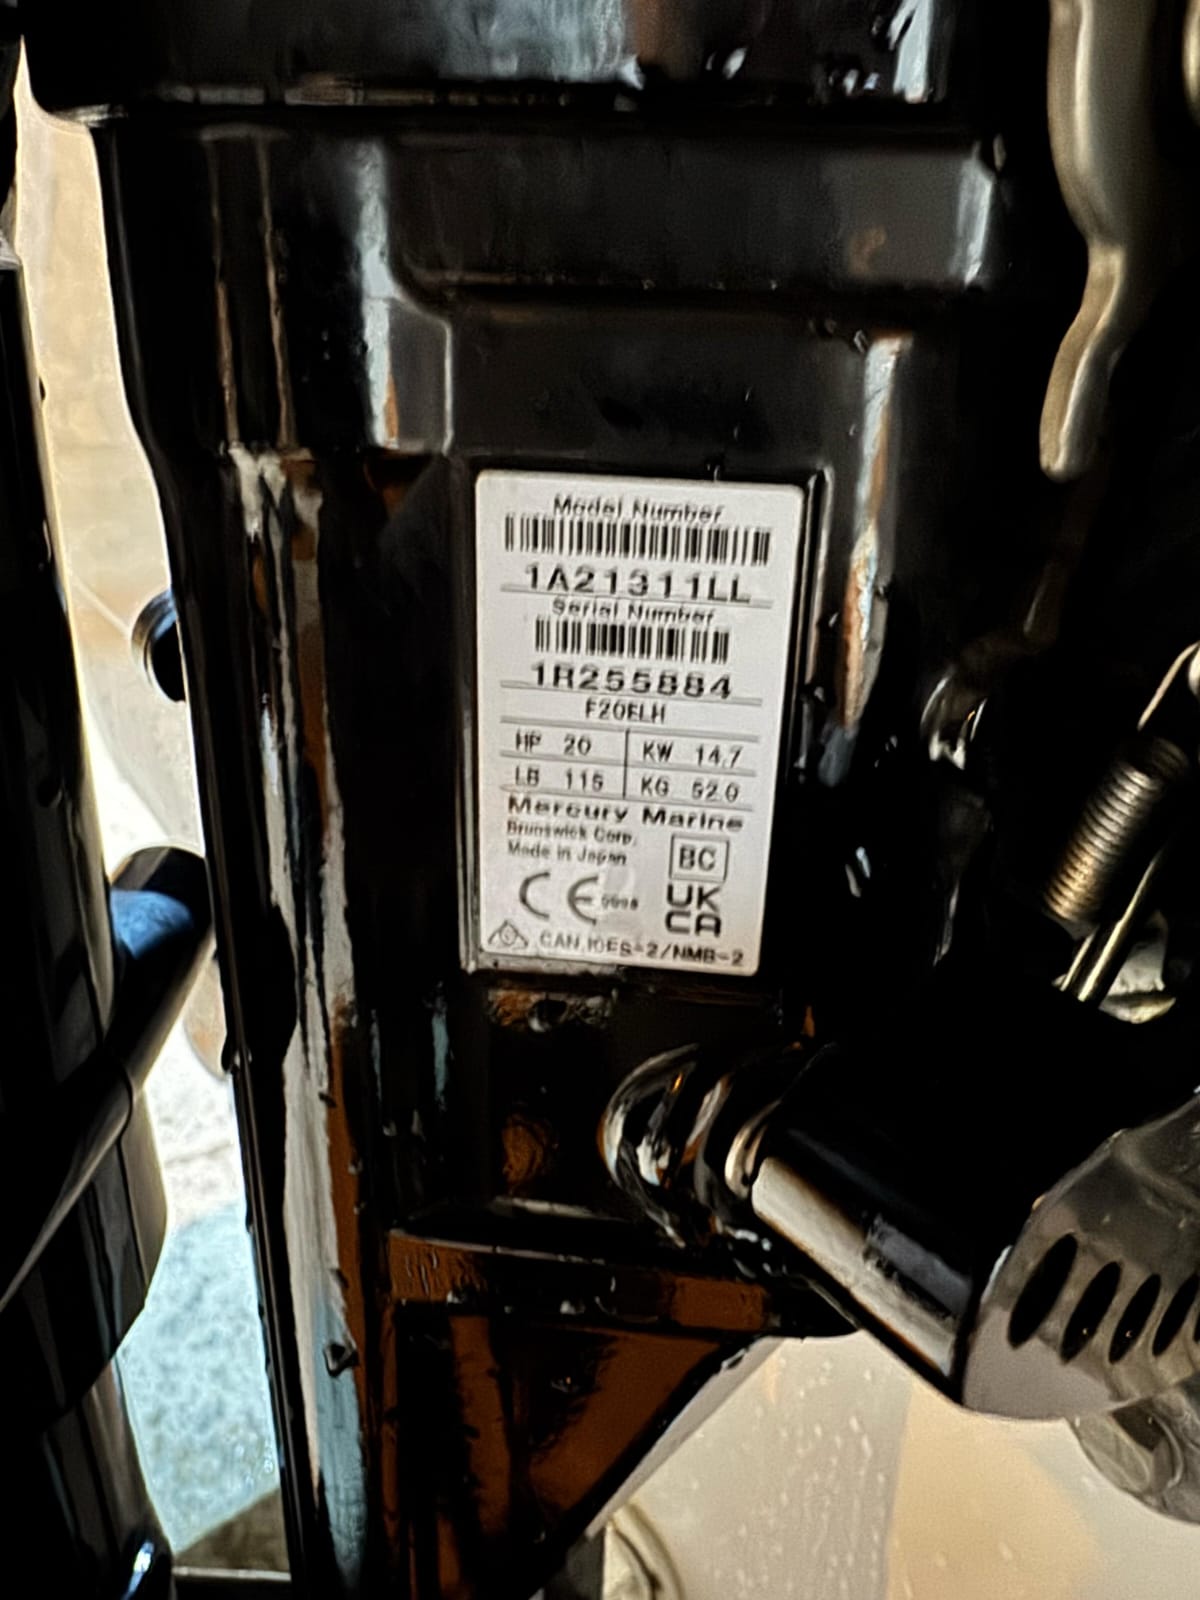 Model Number
1A21311LL
Serial Number
1R255884
F20ELH
HP 20 KW 14.7
LB 115 KG 52.0
Mercury Marine
Brunswick Corp.
Made in Japan
BC
CE
UK
CA
CAN ICES-2/NMB-2